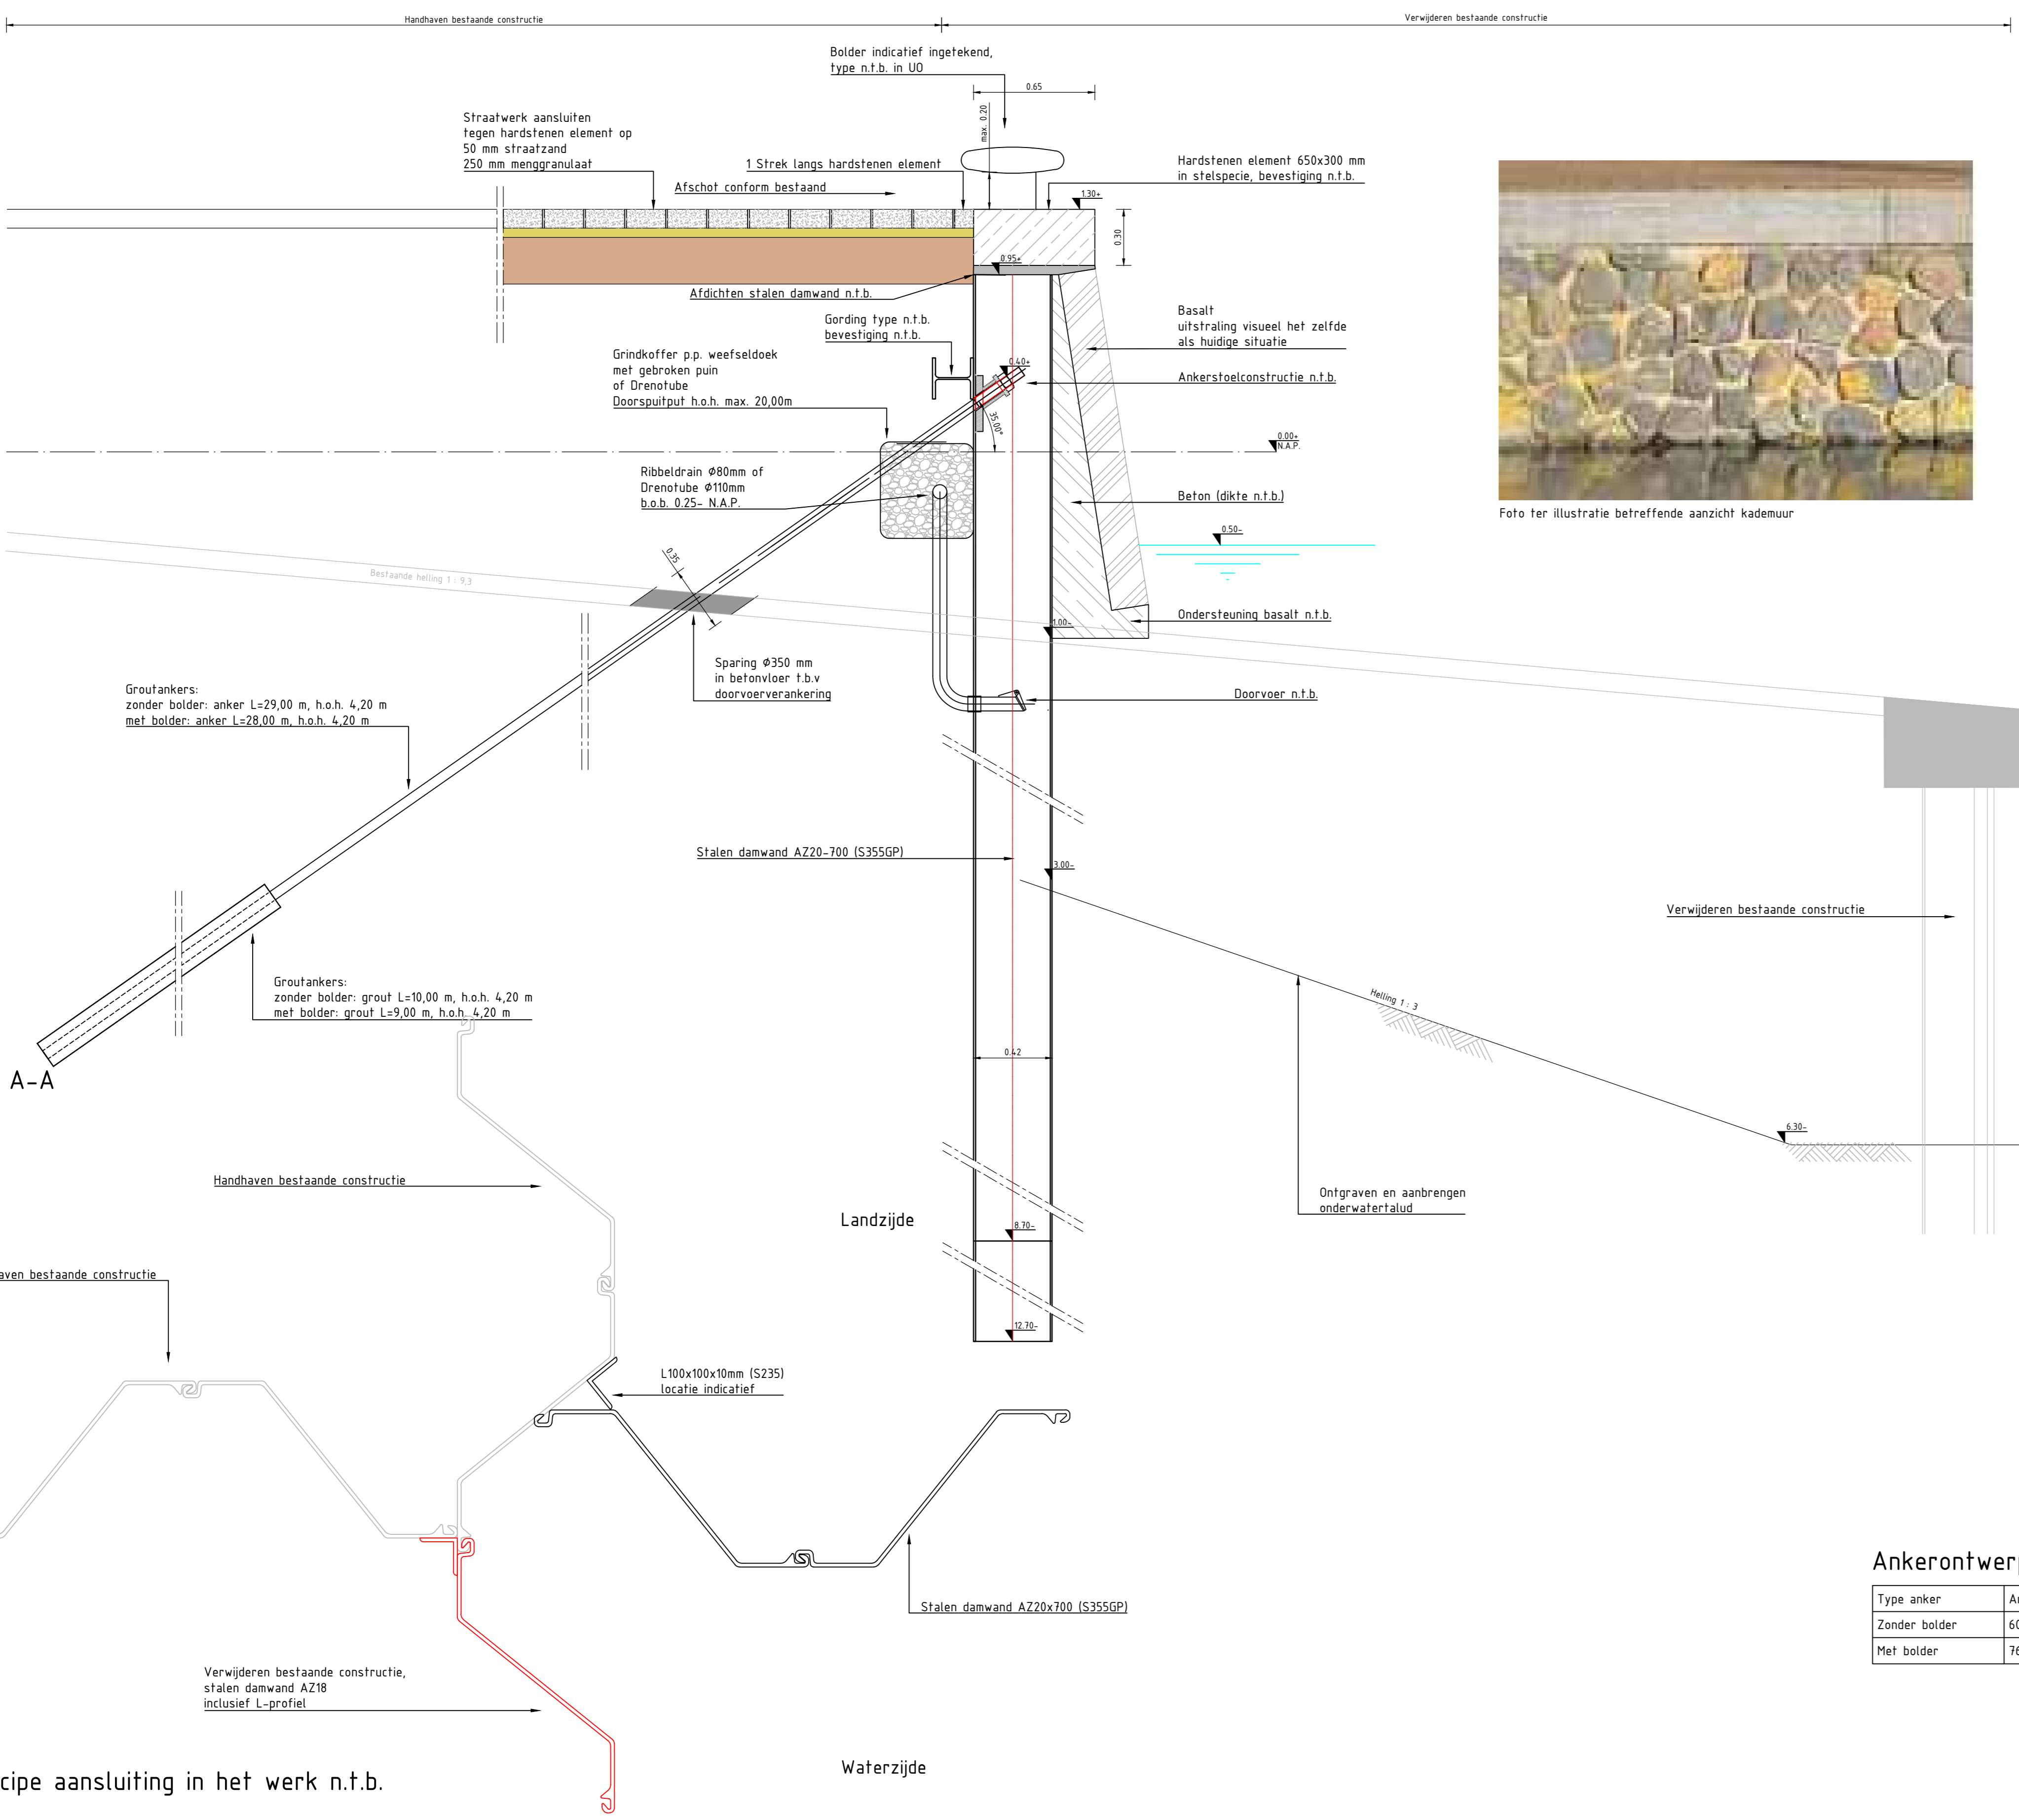 Handhaven bestaande constructie
Verwijderen bestaande constructie
Bolder indicatief ingetekend,
type n.t.b. in UO
0.65
max. 0.20
Straatwerk aansluiten
tegen hardstenen element op
50 mm straatzand
250 mm menggranulaat
1 Strek langs hardstenen element
Afschot conform bestaand
Hardstenen element 650x300 mm
in stelspecie, bevestiging n.t.b.
1.30+
0.30
0.95+
Afdichten stalen damwand n.t.b.
Gording type n.t.b.
bevestiging n.t.b.
Basalt
uitstraling visueel het zelfde
als huidige situatie
Grindkoffer p.p. weefseldoek
met gebroken puin
of Drenotube
Doorspuitput h.o.h. max. 20,00m
0.40+
Ankerstoelconstructie n.t.b.
35.00°
0.00+
N.A.P.
Ribbeldrain Ø80mm of
Drenotube Ø110mm
b.o.b. 0.25- N.A.P.
Beton (dikte n.t.b.)
Foto ter illustratie betreffende aanzicht kademuur
0.50-
0.35
Bestaande helling 1 : 9,3
Ondersteuning basalt n.t.b.
1.00-
Sparing Ø350 mm
in betonvloer t.b.v
doorvoerverankering
Doorvoer n.t.b.
Groutankers:
zonder bolder: anker L=29,00 m, h.o.h. 4,20 m
met bolder: anker L=28,00 m, h.o.h. 4,20 m
Stalen damwand AZ20-700 (S355GP)
3.00-
Verwijderen bestaande constructie
Groutankers:
zonder bolder: grout L=10,00 m, h.o.h. 4,20 m
met bolder: grout L=9,00 m, h.o.h. 4,20 m
Helling 1 : 3
0.42
A-A
6.30-
Handhaven bestaande constructie
Ontgraven en aanbrengen
onderwatertalud
Landzijde
8.70-
aven bestaande constructie
12.70-
L100x100x10mm (S235)
locatie indicatief
Ankerontwerp
Type anker
Zonder bolder
60
Met bolder
76
Stalen damwand AZ20x700 (S355GP)
Verwijderen bestaande constructie,
stalen damwand AZ18
inclusief L-profiel
Waterzijde
cipe aansluiting in het werk n.t.b.